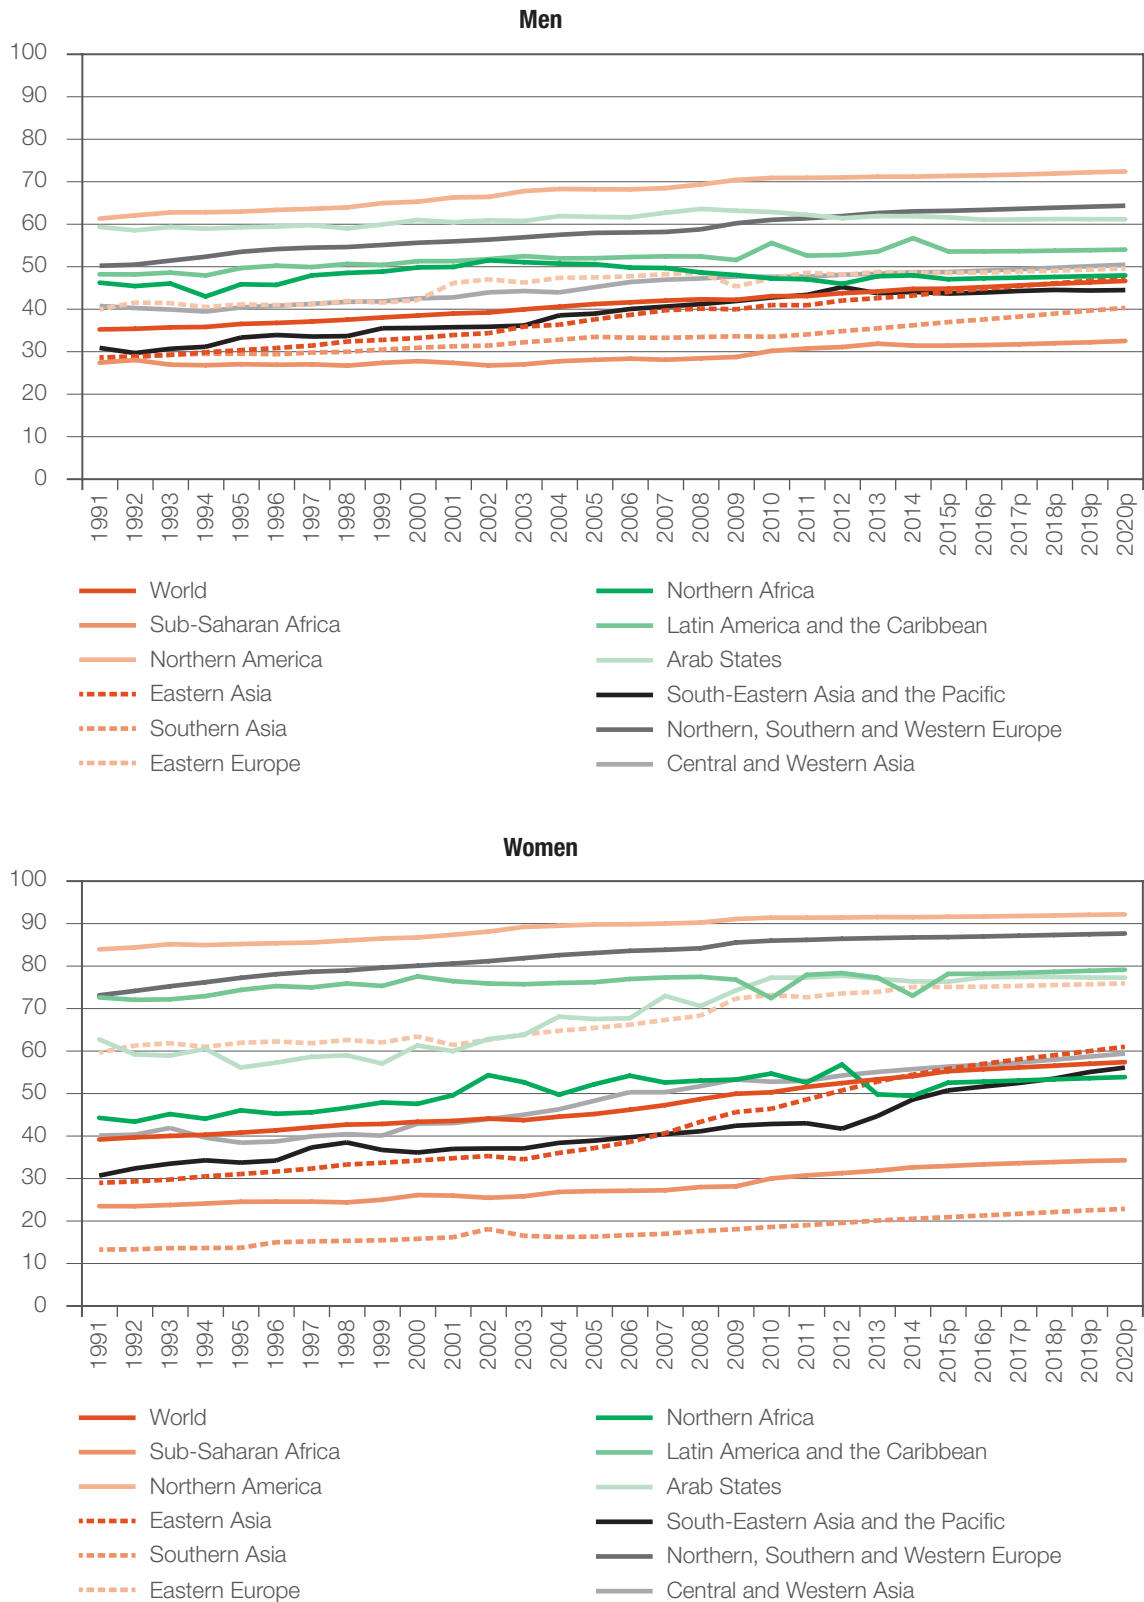 Men
100
90
80
70
60
50
40
30
20
10
0
1991 1992 1993 1994 1995 1996 1997 1998 1999 2000 2001 2002 2003 2004 2005 2006 2007 2008 2009 2010 2011 2012 2013 2014 2015p 2016p 2017p 2018p 2019p 2020p
World
Sub-Saharan Africa
Northern America
Eastern Asia
Southern Asia
Eastern Europe
Northern Africa
Latin America and the Caribbean
Arab States
South-Eastern Asia and the Pacific
Northern, Southern and Western Europe
Central and Western Asia
Women
100
90
80
70
60
50
40
30
20
10
0
1991 1992 1993 1994 1995 1996 1997 1998 1999 2000 2001 2002 2003 2004 2005 2006 2007 2008 2009 2010 2011 2012 2013 2014 2015p 2016p 2017p 2018p 2019p 2020p
World
Sub-Saharan Africa
Northern America
Eastern Asia
Southern Asia
Eastern Europe
Northern Africa
Latin America and the Caribbean
Arab States
South-Eastern Asia and the Pacific
Northern, Southern and Western Europe
Central and Western Asia